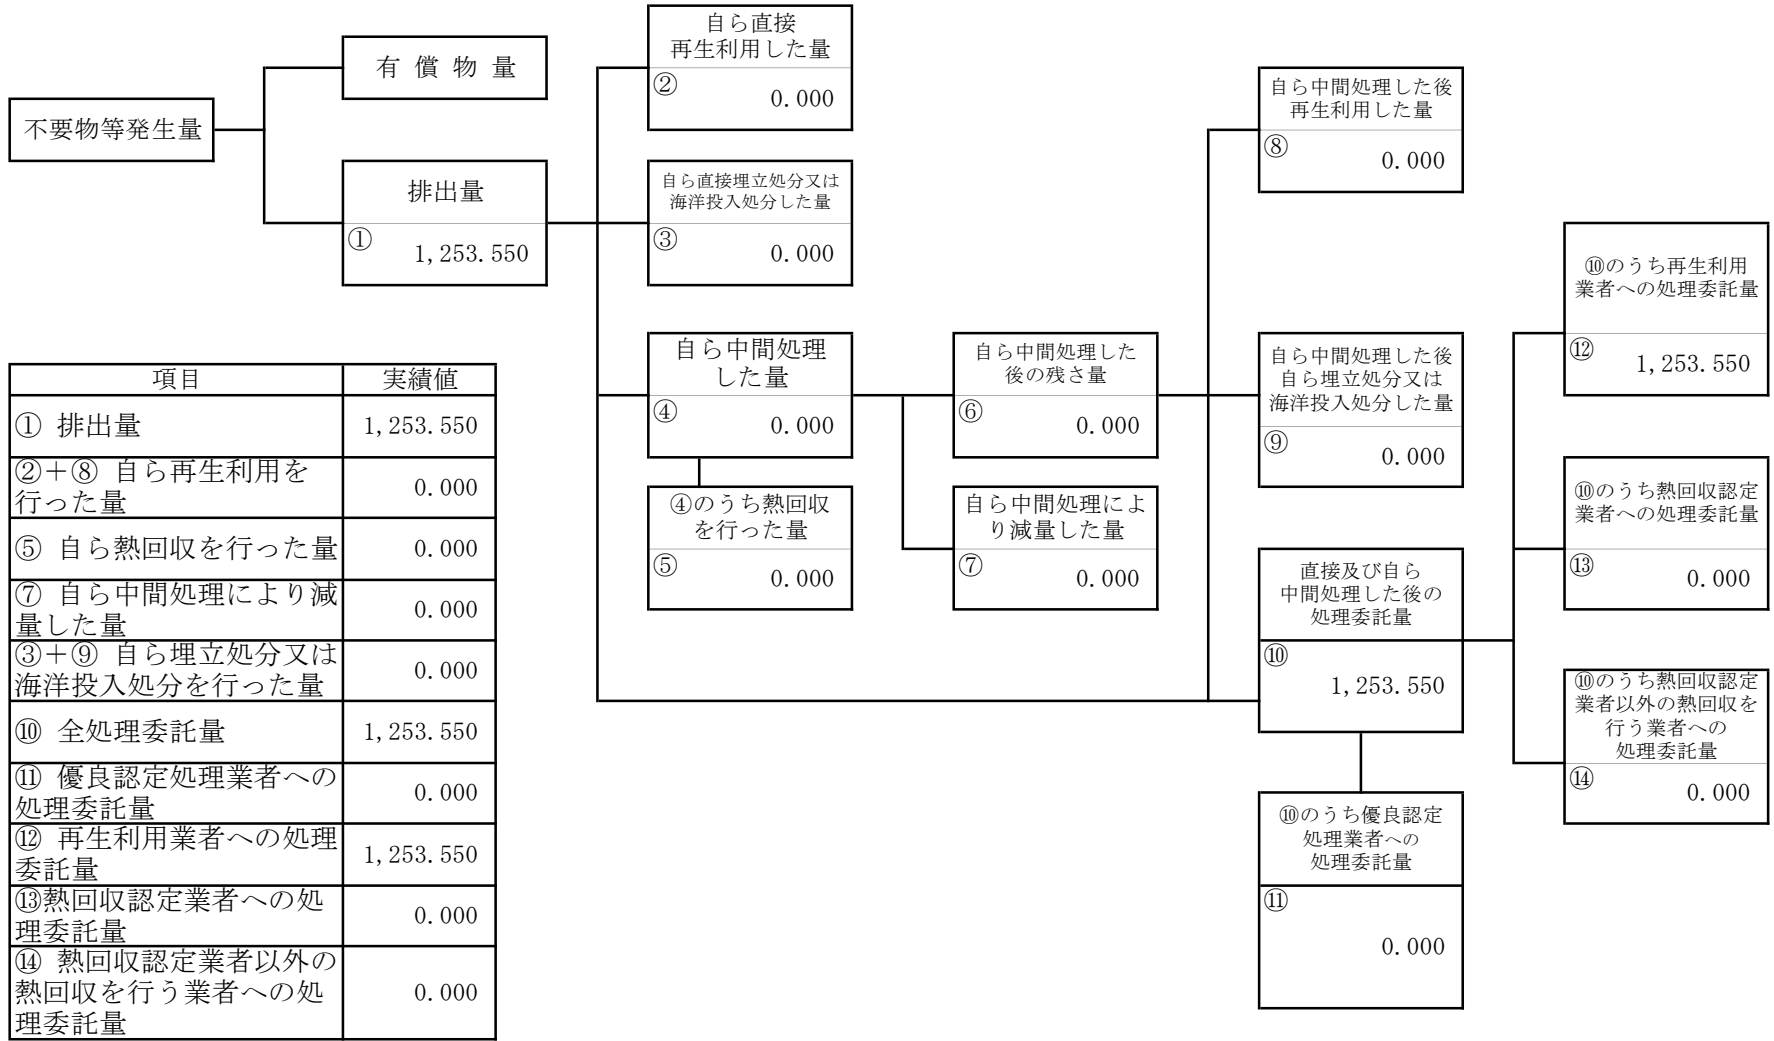 不要物等発生量
有 償 物 量
排出量
①
1,253.550
自ら直接
再生利用した量
②
0.000
自ら直接埋立処分又は
海洋投入処分した量
③
0.000
自ら中間処理
した量
④
0.000
④のうち熱回収
を行った量
⑤
0.000
自ら中間処理した
後の残さ量
⑥
0.000
自ら中間処理によ
り減量した量
⑦
0.000
自ら中間処理した後
再生利用した量
⑧
0.000
自ら中間処理した後
自ら埋立処分又は
海洋投入処分した量
⑨
0.000
直接及び自ら
中間処理した後の
処理委託量
⑩
1,253.550
⑩のうち優良認定
処理業者への
処理委託量
⑪
0.000
⑩のうち再生利用
業者への処理委託量
⑫
1,253.550
⑩のうち熱回収認定
業者への処理委託量
⑬
0.000
⑩のうち熱回収認定
業者以外の熱回収を
行う業者への
処理委託量
⑭
0.000
項目 実績値
① 排出量 1,253.550
②＋⑧ 自ら再生利用を
行った量 0.000
⑤ 自ら熱回収を行った量 0.000
⑦ 自ら中間処理により減
量した量 0.000
③＋⑨ 自ら埋立処分又は
海洋投入処分を行った量 0.000
⑩ 全処理委託量 1,253.550
⑪ 優良認定処理業者への
処理委託量 0.000
⑫ 再生利用業者への処理
委託量 1,253.550
⑬熱回収認定業者への処
理委託量 0.000
⑭ 熱回収認定業者以外の
熱回収を行う業者への処
理委託量 0.000